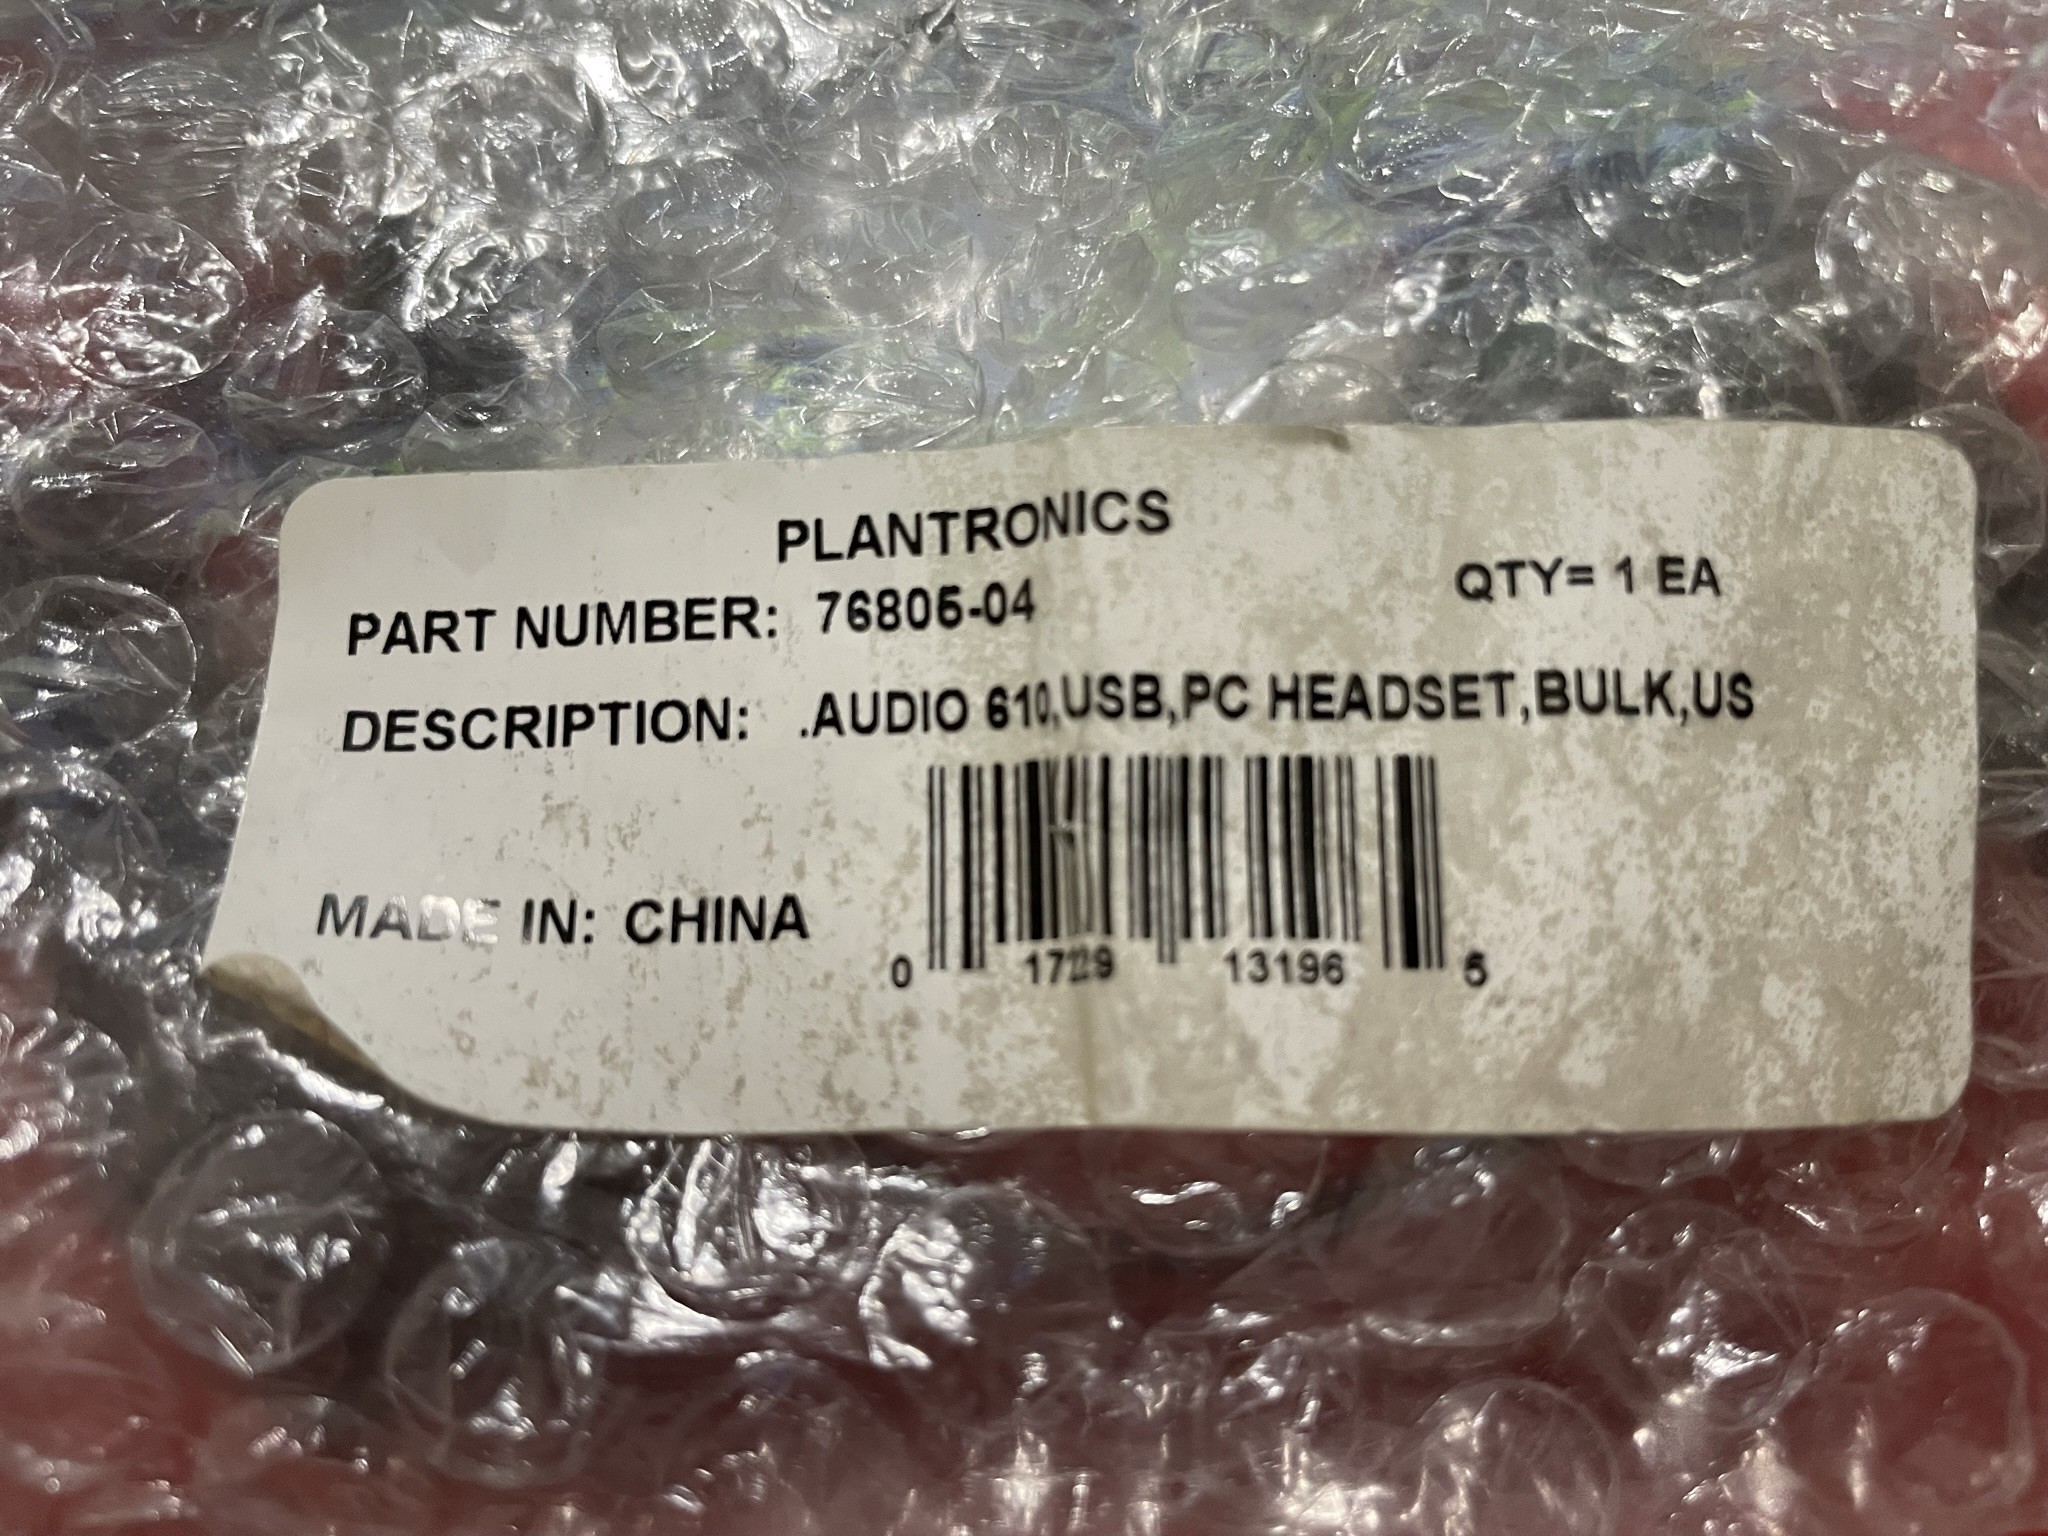 PLANTRONICS
PART NUMBER: 76805-04 QTY= 1 EA
DESCRIPTION: .AUDIO 610,USB,PC HEADSET,BULK,US
MADE IN: CHINA
0 17229 13196 5